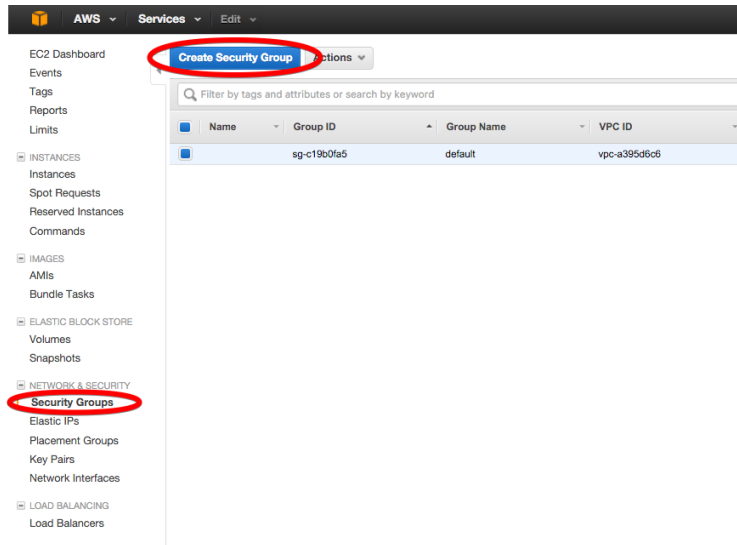 AWS Services Edit
EC2 Dashboard
Events
Tags
Reports
Limits
INSTANCES
Instances
Spot Requests
Reserved Instances
Commands
IMAGES
AMIs
Bundle Tasks
ELASTIC BLOCK STORE
Volumes
Snapshots
NETWORK & SECURITY
Security Groups
Elastic IPs
Placement Groups
Key Pairs
Network Interfaces
LOAD BALANCING
Load Balancers
Create Security Group Actions
Filter by tags and attributes or search by keyword
Name Group ID Group Name VPC ID
sg-c19b0fa5 default vpc-a395d6c6